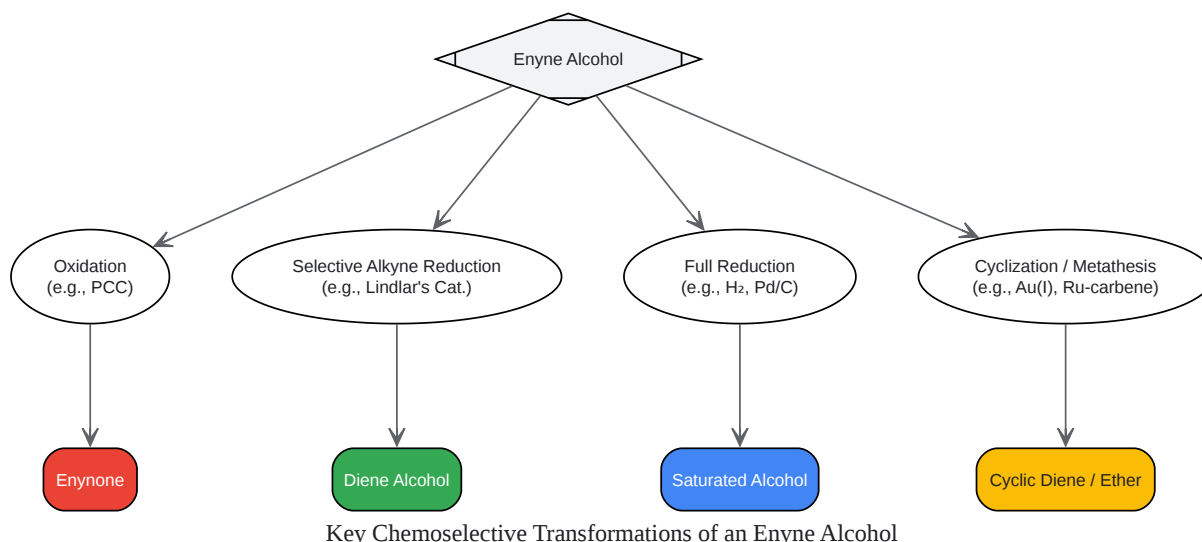 Enyne Alcohol
Oxidation
(e.g., PCC)
Selective Alkyne Reduction
(e.g., Lindlar's Cat.)
Full Reduction
(e.g., H₂, Pd/C)
Cyclization / Metathesis
(e.g., Au(I), Ru-carbene)
Enynone
Diene Alcohol
Saturated Alcohol
Cyclic Diene / Ether
Key Chemoselective Transformations of an Enyne Alcohol